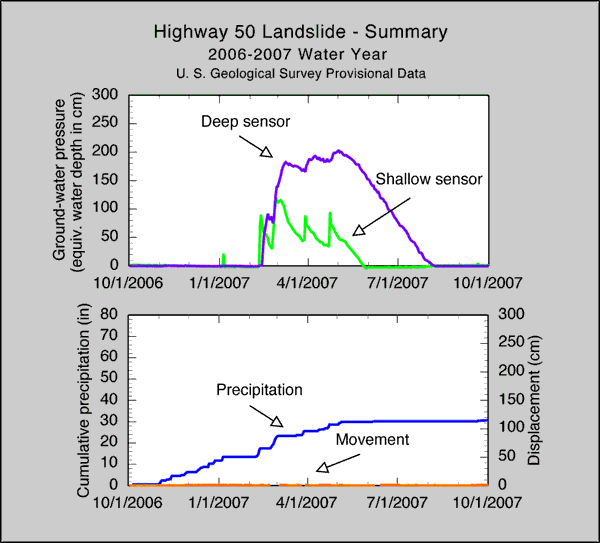 Highway 50 Landslide - Summary
2006-2007 Water Year
U. S. Geological Survey Provisional Data
Ground-water pressure
(equiv. water depth in cm)
300
250
200
150
100
50
0
Deep sensor
Shallow sensor
10/1/2006 1/1/2007 4/1/2007 7/1/2007 10/1/2007
Cumulative precipitation (in)
80
70
60
50
40
30
20
10
0
Precipitation
Movement
300
250
200
150
100
50
0
Displacement (cm)
10/1/2006 1/1/2007 4/1/2007 7/1/2007 10/1/2007